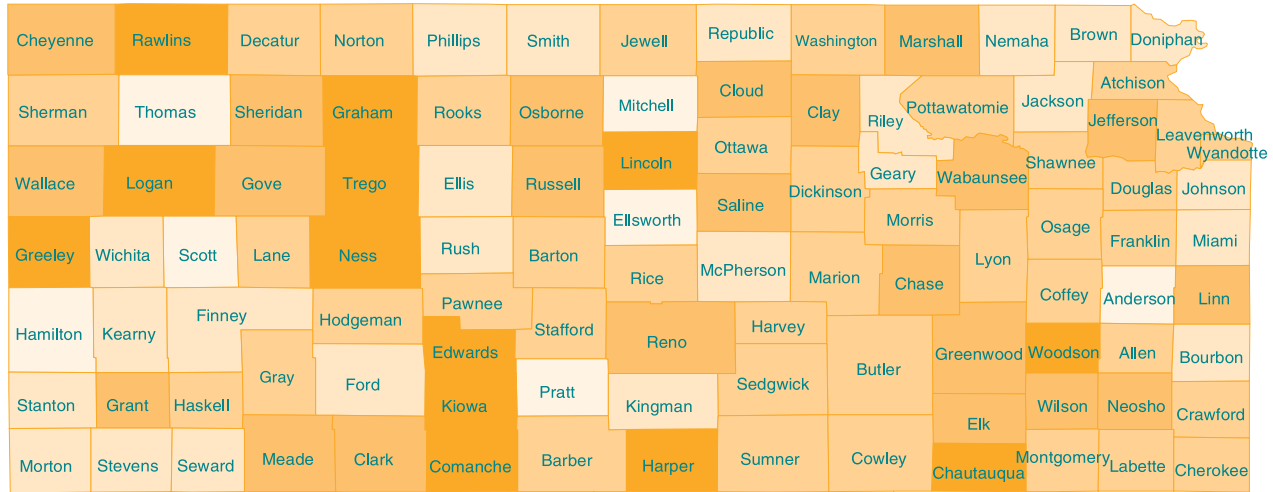 Cheyenne
Rawlins
Decatur
Norton
Phillips
Smith
Jewell
Republic
Washington
Marshall
Nemaha
Brown
Doniphan
Sherman
Thomas
Sheridan
Graham
Rooks
Osborne
Mitchell
Cloud
Clay
Riley
Pottawatomie
Jackson
Atchison
Jefferson
Leavenworth
Wyandotte
Wallace
Logan
Gove
Trego
Ellis
Russell
Lincoln
Ottawa
Dickinson
Geary
Wabaunsee
Shawnee
Douglas
Johnson
Greeley
Wichita
Scott
Lane
Ness
Rush
Barton
Ellsworth
Saline
Morris
Osage
Franklin
Miami
Hamilton
Kearny
Finney
Hodgeman
Pawnee
Stafford
Rice
McPherson
Marion
Chase
Lyon
Coffey
Anderson
Linn
Stanton
Grant
Haskell
Gray
Ford
Edwards
Kiowa
Pratt
Reno
Kingman
Harvey
Sedgwick
Butler
Greenwood
Elk
Woodson
Wilson
Allen
Neosho
Bourbon
Crawford
Morton
Stevens
Seward
Meade
Clark
Comanche
Barber
Harper
Sumner
Cowley
Chautauqua
Montgomery
Labette
Cherokee